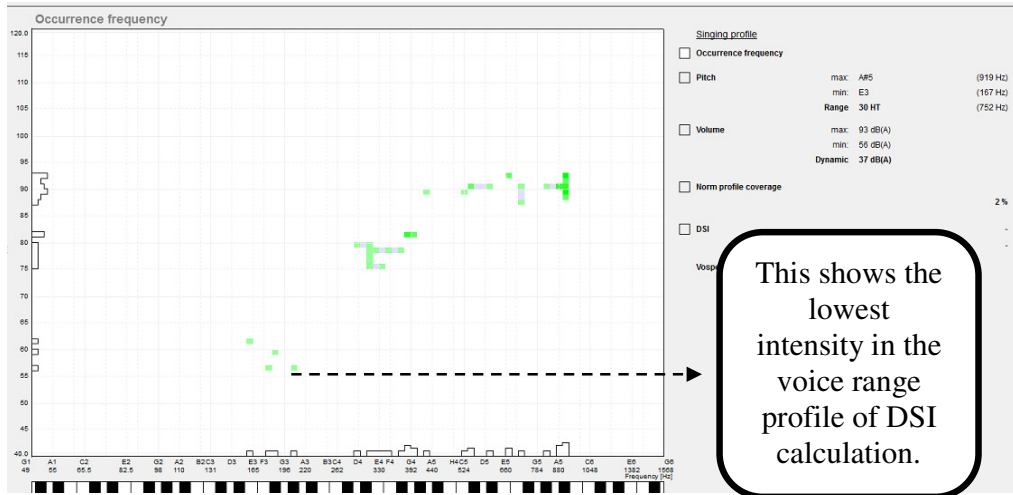 Occurrence frequency
120.0
115
110
105
100
95
90
85
80
75
70
65
60
55
50
45
40.0
G1 A1 C2 E2 G2 A2 B2C3 D3 E3 F3 G3 A3 B3C4 D4 E4 F4 G4 A5 H4C5 D5 E5 G5 A5 C6 E6 G6
49 55 65.5 82.5 98 110 131 165 196 220 262 330 392 440 524 660 784 880 1048 1382 1568
Frequency [Hz]
Singing profile
Occurrence frequency
Pitch max: A#5 (919 Hz)
min: E3 (167 Hz)
Range 30 HT (752 Hz)
Volume max: 93 dB(A)
min: 56 dB(A)
Dynamic 37 dB(A)
Norm profile coverage
2 %
DSI -
-
This shows the
lowest
intensity in the
voice range
profile of DSI
calculation.